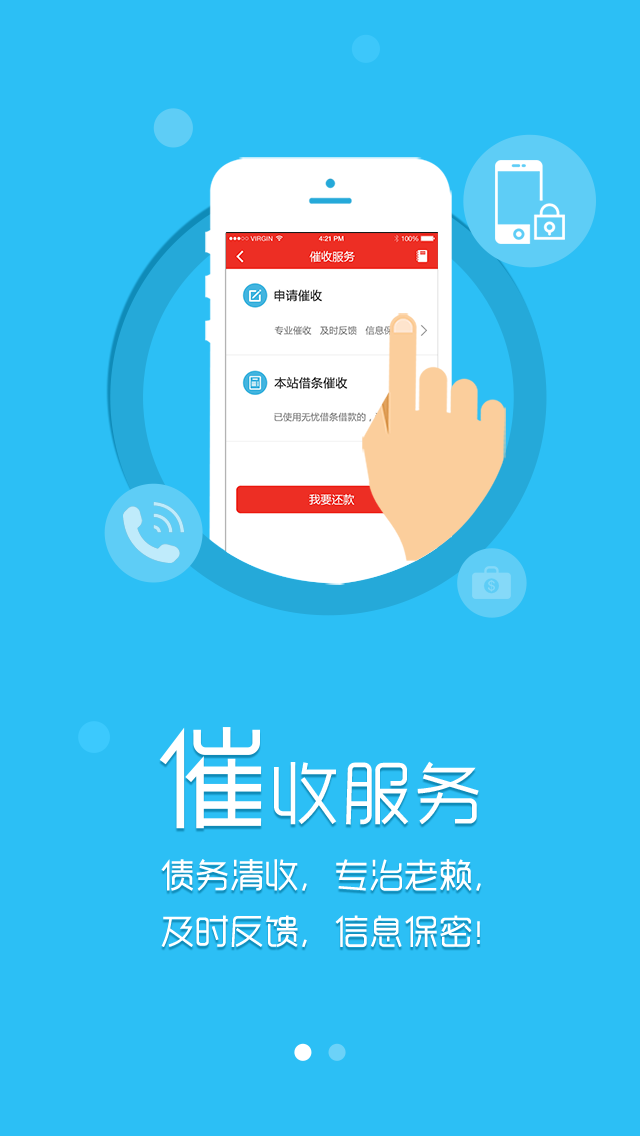 VIRGIN 4:21 PM 100%
催收服务
申请催收
专业催收 及时反馈 信息保
本站借条催收
已使用无忧借条借款的，
我要还款
催收服务
债务清收，专治老赖，
及时反馈，信息保密!